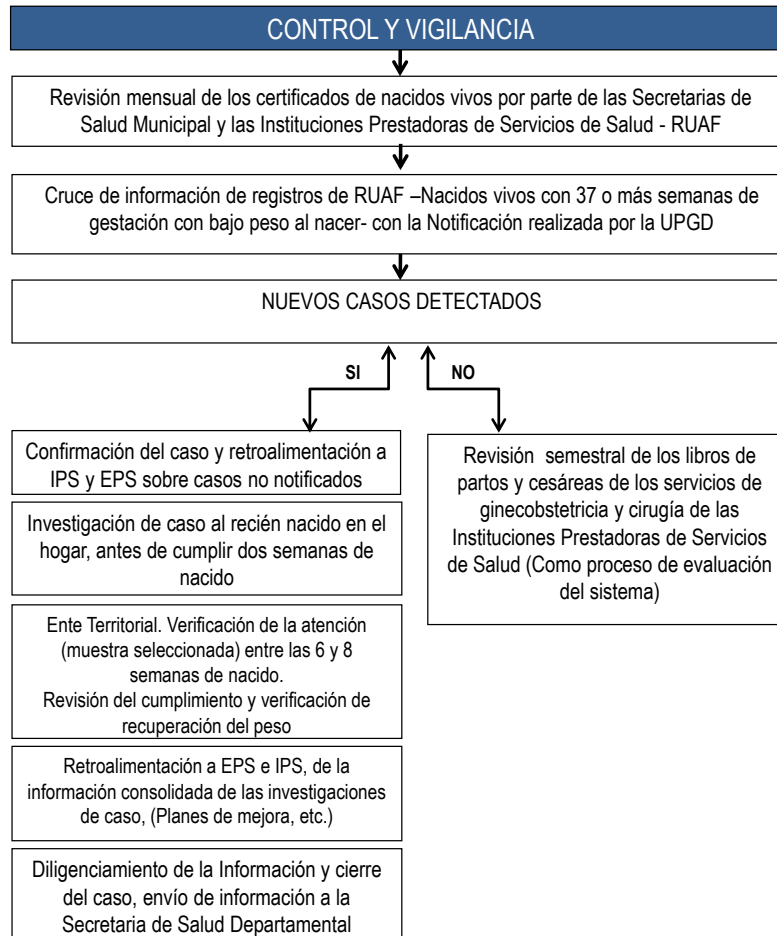 CONTROL Y VIGILANCIA
Revisión mensual de los certificados de nacidos vivos por parte de las Secretarias de
Salud Municipal y las Instituciones Prestadoras de Servicios de Salud - RUAF
Cruce de información de registros de RUAF –Nacidos vivos con 37 o más semanas de
gestación con bajo peso al nacer- con la Notificación realizada por la UPGD
NUEVOS CASOS DETECTADOS
SI
NO
Confirmación del caso y retroalimentación a
IPS y EPS sobre casos no notificados
Investigación de caso al recién nacido en el
hogar, antes de cumplir dos semanas de
nacido
Ente Territorial. Verificación de la atención
(muestra seleccionada) entre las 6 y 8
semanas de nacido.
Revisión del cumplimiento y verificación de
recuperación del peso
Retroalimentación a EPS e IPS, de la
información consolidada de las investigaciones
de caso, (Planes de mejora, etc.)
Diligenciamiento de la Información y cierre
del caso, envío de información a la
Secretaria de Salud Departamental
Revisión semestral de los libros de
partos y cesáreas de los servicios de
ginecobstetricia y cirugía de las
Instituciones Prestadoras de Servicios
de Salud (Como proceso de evaluación
del sistema)